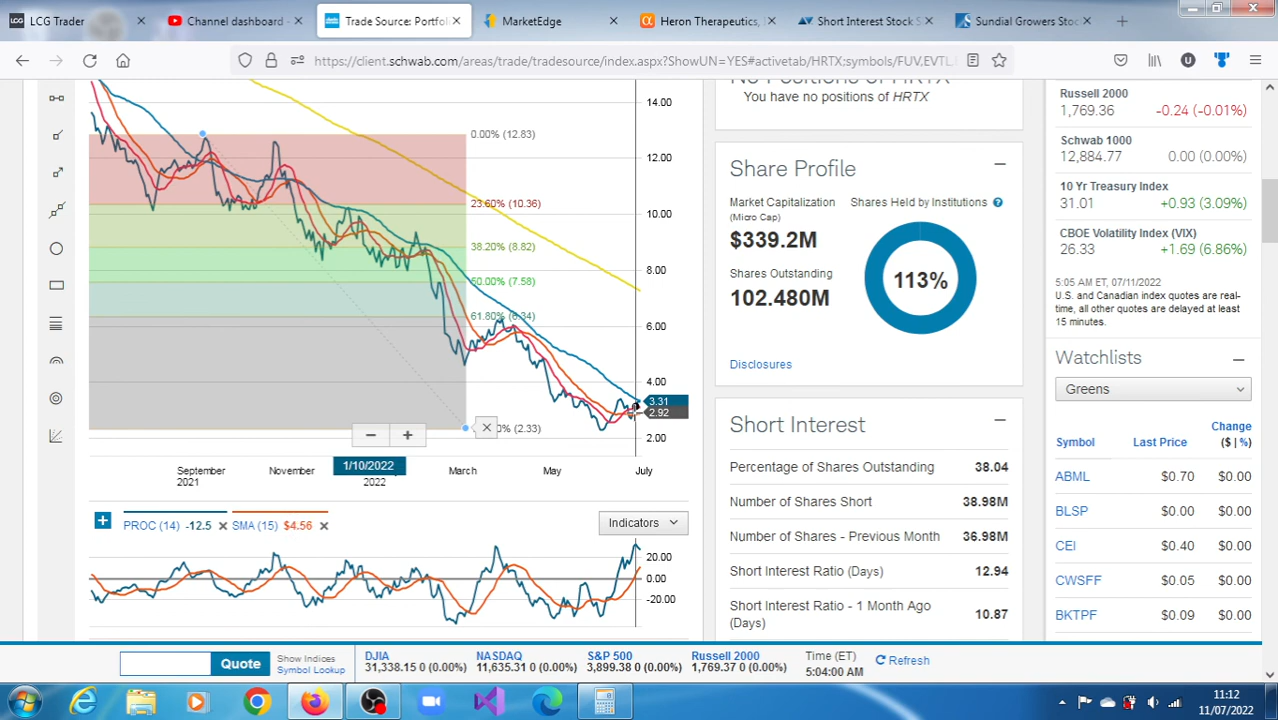 LCG Trader
Channel dashboard -
Trade Source: Portfoli
MarketEdge
Heron Therapeutics,
Short Interest Stock S
Sundial Growers Stoc
https://client.schwab.com/areas/trade/tradesource/index.aspx?ShowUN=YES#activetab/HRTX;symbols/FUV,EVTL
14.00
12.00
10.00
8.00
6.00
4.00
2.00
0.00% (12.83)
23.60% (10.36)
38.20% (8.82)
50.00% (7.58)
61.80% (6.34)
0% (2.33)
3.31
2.92
September
2021
November
1/10/2022
2022
March
May
July
PROC (14) -12.5
SMA (15) $4.56
Indicators
20.00
0.00
-20.00
No Positions of HRTX
You have no positions of HRTX
Share Profile
Market Capitalization
(Micro Cap)
$339.2M
Shares Outstanding
102.480M
Shares Held by Institutions
113%
Disclosures
Short Interest
Percentage of Shares Outstanding 38.04
Number of Shares Short 38.98M
Number of Shares - Previous Month 36.98M
Short Interest Ratio (Days) 12.94
Short Interest Ratio - 1 Month Ago 10.87
(Days)
Russell 2000
1,769.36 -0.24 (-0.01%)
Schwab 1000
12,884.77 0.00 (0.00%)
10 Yr Treasury Index
31.01 +0.93 (3.09%)
CBOE Volatility Index (VIX)
26.33 +1.69 (6.86%)
5:05 AM ET, 07/11/2022
U.S. and Canadian index quotes are real-
time, all other quotes are delayed at least
15 minutes.
Watchlists
Greens
Symbol Last Price Change
($ | %)
ABML $0.70 $0.00
BLSP $0.00 $0.00
CEI $0.40 $0.00
CWSFF $0.05 $0.00
BKTPF $0.09 $0.00
Quote
Show Indices
Symbol Lookup
DJIA
31,338.15 0 (0.00%)
NASDAQ
11,635.31 0 (0.00%)
S&P 500
3,899.38 0 (0.00%)
Russell 2000
1,769.37 0 (0.00%)
Time (ET)
5:04:00 AM
Refresh
11:12
11/07/2022